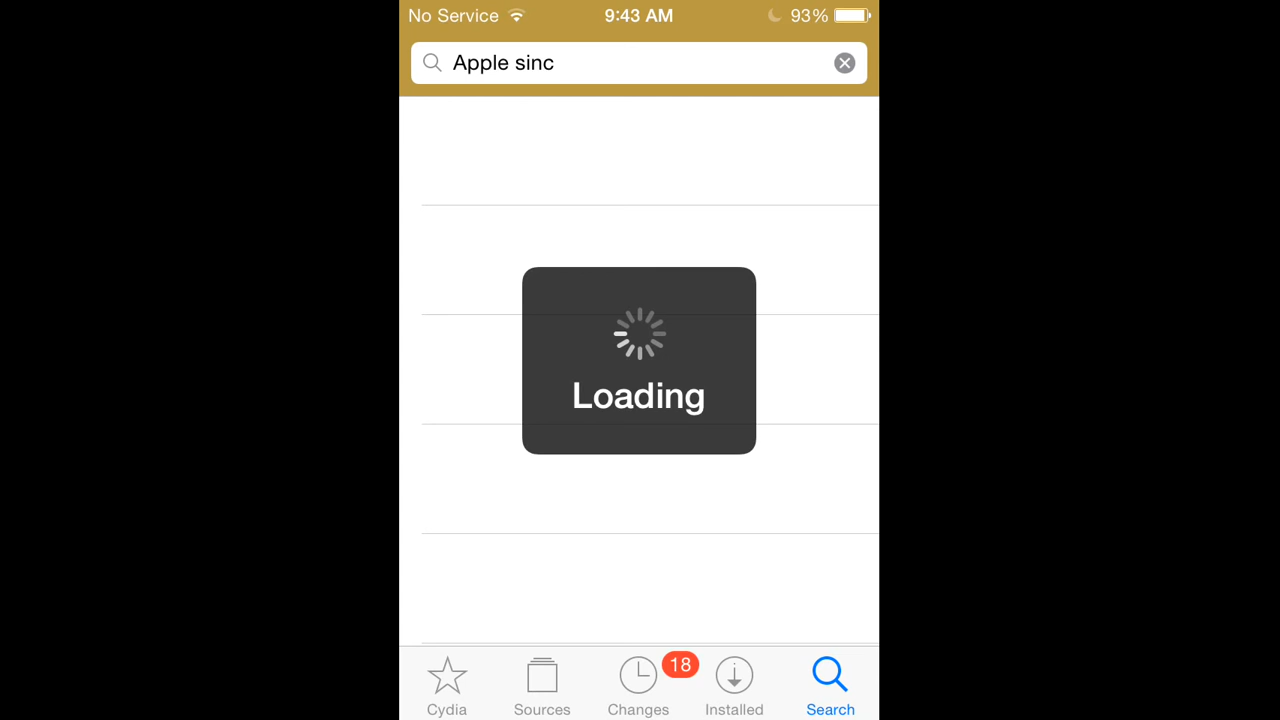 No Service 9:43 AM 93%
Apple sinc
Loading
18
Cydia Sources Changes Installed Search